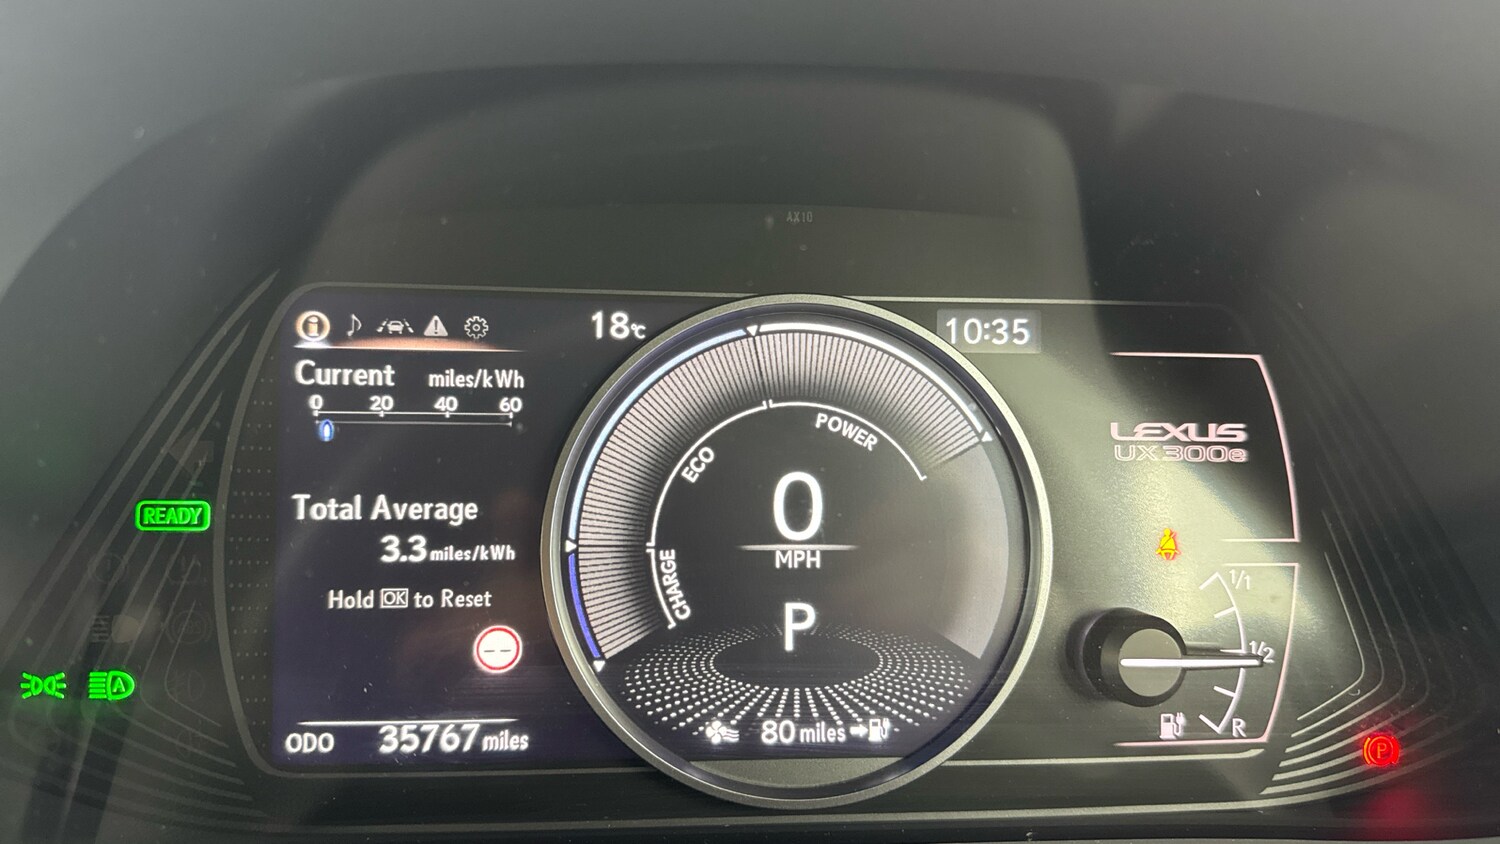 AX10
18°C
10:35
Current miles/kWh
0 20 40 60
Total Average
3.3 miles/kWh
Hold OK to Reset
--
ODO 35767 miles
READY
A
CHARGE
ECO
POWER
0
MPH
P
80 miles
LEXUS
UX300e
1/1
1/2
R
P